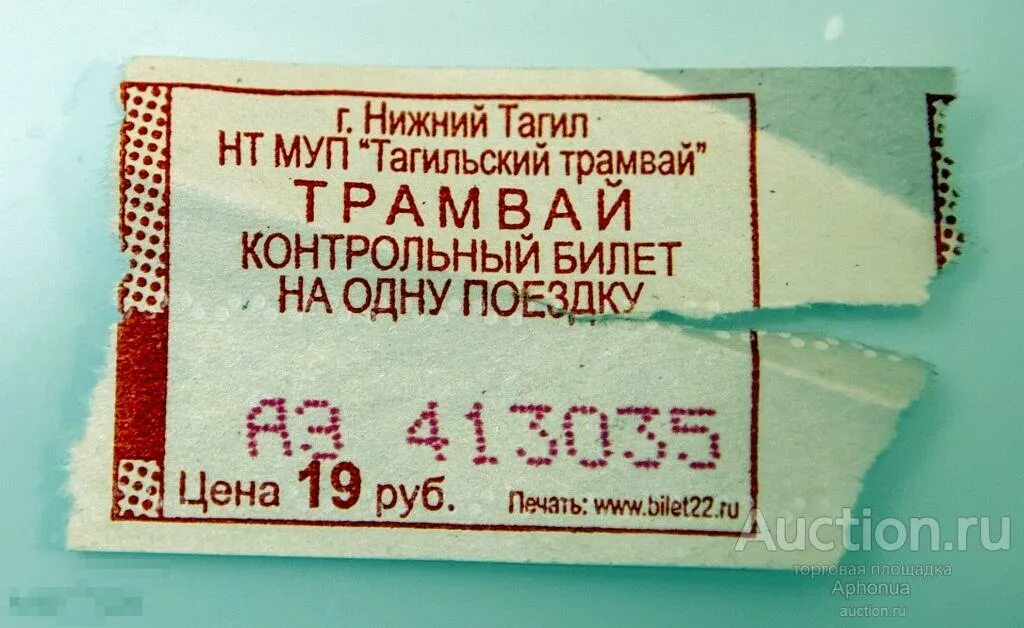 г. Нижний Тагил
НТ МУП "Тагильский трамвай"
ТРАМВАЙ
КОНТРОЛЬНЫЙ БИЛЕТ
НА ОДНУ ПОЕЗДКУ
АЭ 413035
Цена 19 руб.
Печать: www.bilet22.ru
Auction.ru
торговая площадка
Aphonua
auction.ru